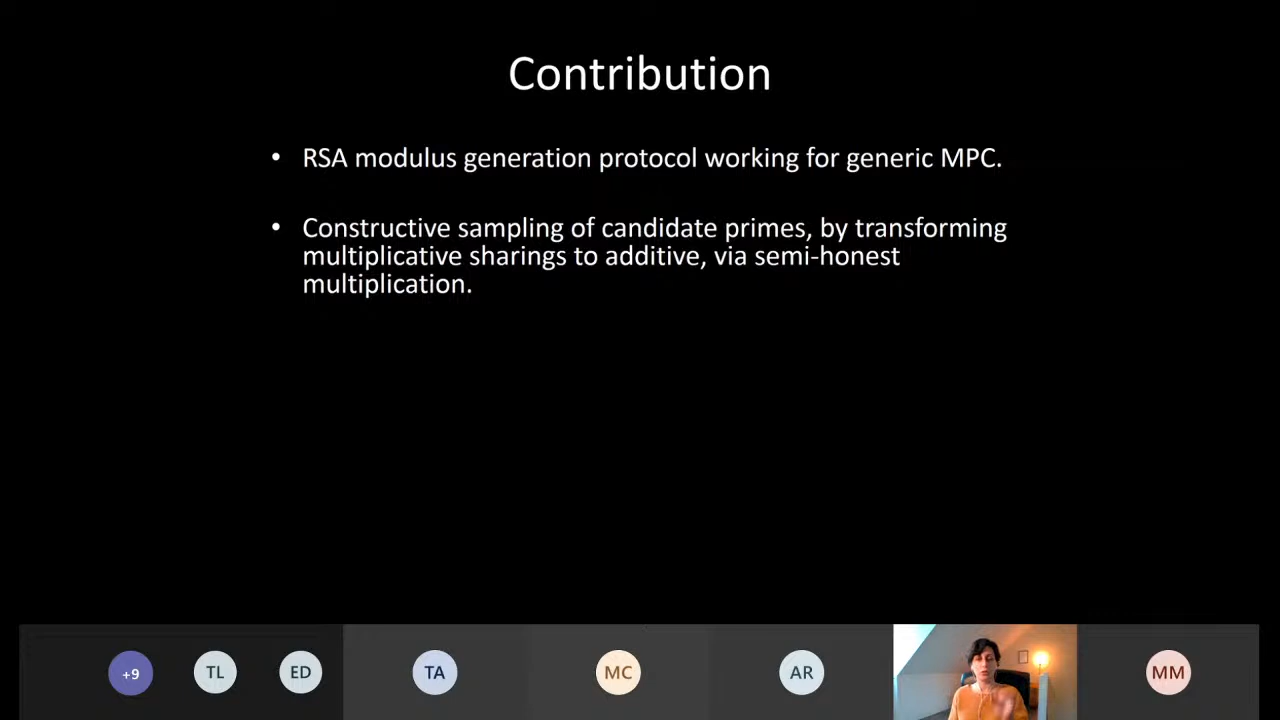 Contribution
• RSA modulus generation protocol working for generic MPC.
• Constructive sampling of candidate primes, by transforming
multiplicative sharings to additive, via semi-honest
multiplication.
+9 TL ED TA MC AR MM